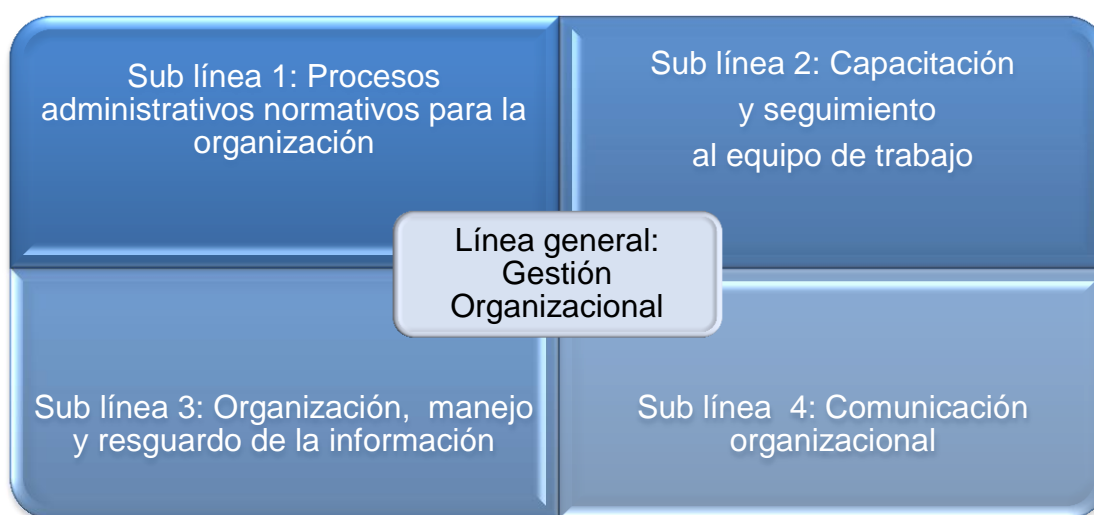 Sub línea 1: Procesos
administrativos normativos para la
organización
Sub línea 2: Capacitación
y seguimiento
al equipo de trabajo
Línea general:
Gestión
Organizacional
Sub línea 3: Organización, manejo
y resguardo de la información
Sub línea 4: Comunicación
organizacional